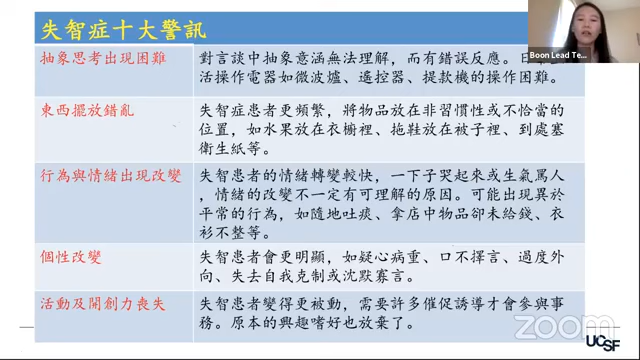 失智症十大警訊
抽象思考出現困難
對言談中抽象意涵無法理解，而有錯誤反應。日
活操作電器如微波爐、遙控器、提款機的操作困難。
東西擺放錯亂
失智症患者更頻繁，將物品放在非習慣性或不恰當的
位置，如水果放在衣櫥裡、拖鞋放在被子裡、到處塞
衛生紙等。
行為與情緒出現改變
失智患者的情緒轉變較快，一下子哭起來或生氣罵人
，情緒的改變不一定有可理解的原因。可能出現異於
平常的行為，如隨地吐痰、拿店中物品卻未給錢、衣
衫不整等。
個性改變
失智患者會更明顯，如疑心病重、口不擇言、過度外
向、失去自我克制或沈默寡言。
活動及開創力喪失
失智患者變得更被動，需要許多催促誘導才會參與事
務。原本的興趣嗜好也放棄了。
Boon Lead Te...
zoom
UCSF